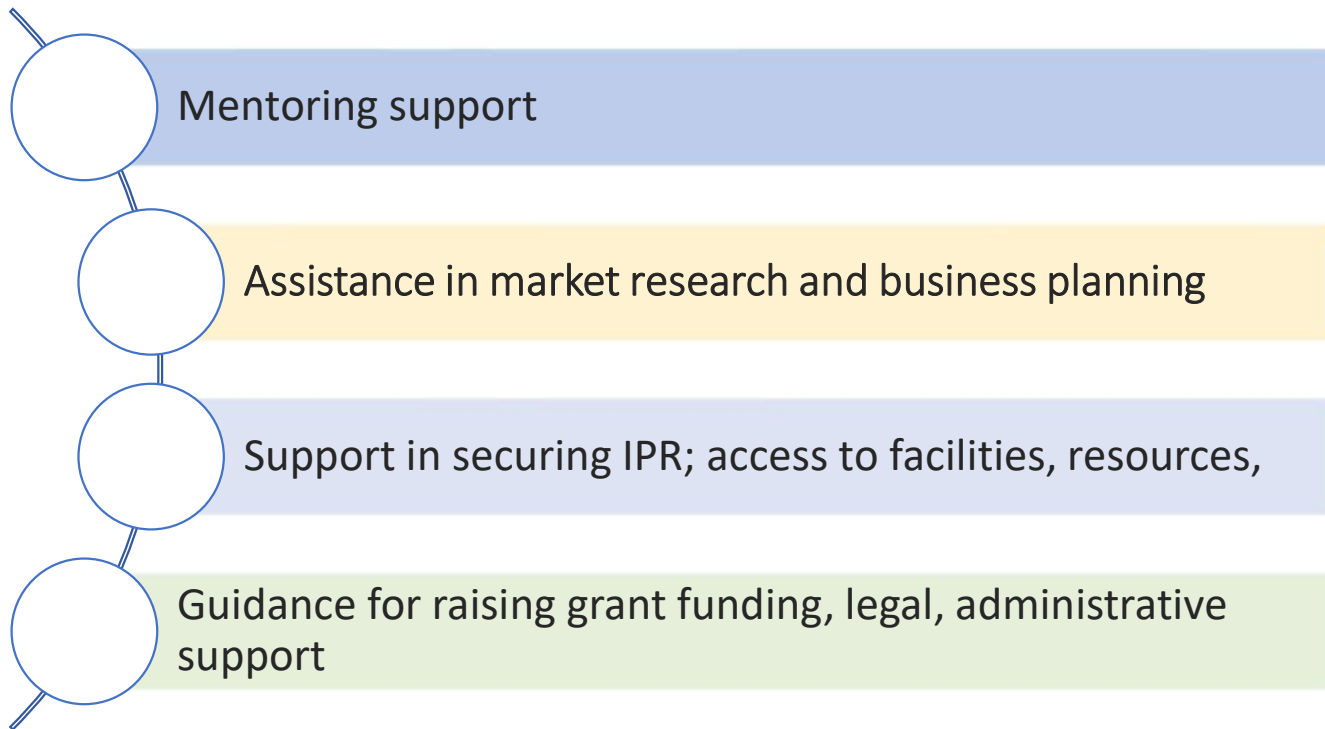 Mentoring support
Assistance in market research and business planning
Support in securing IPR; access to facilities, resources,
Guidance for raising grant funding, legal, administrative
support